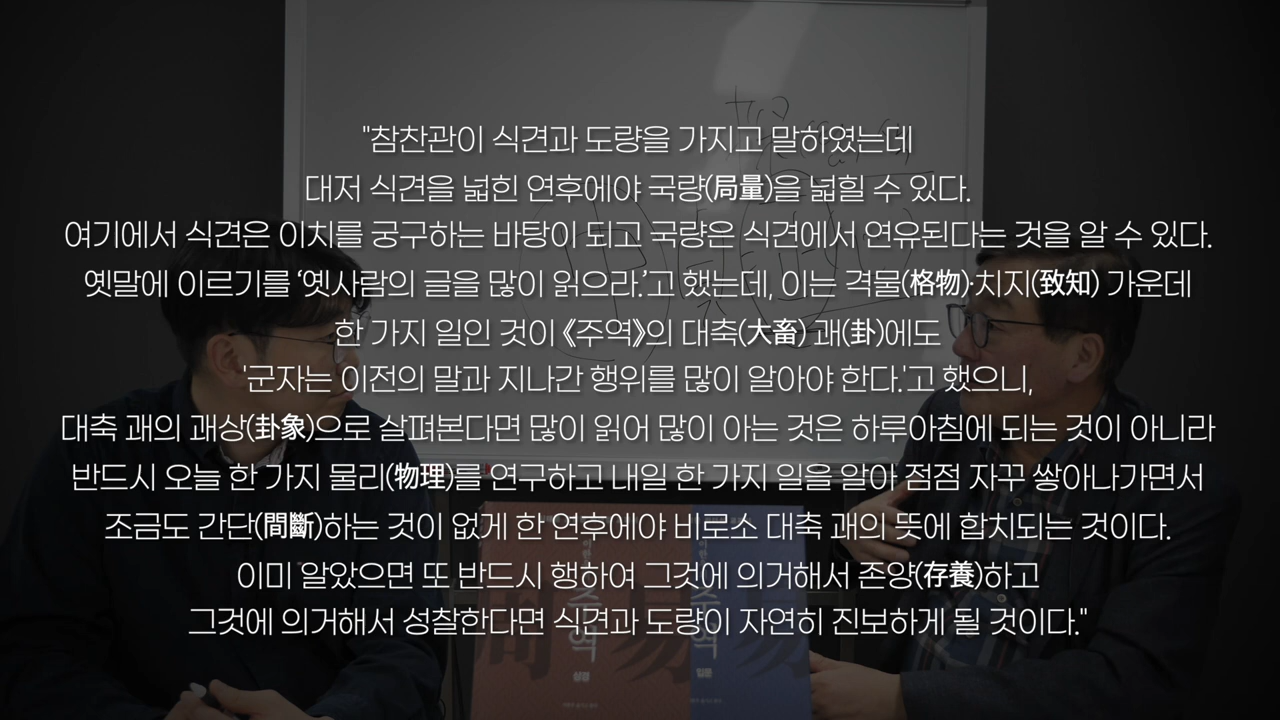 "참찬관이 식견과 도량을 가지고 말하였는데
대저 식견을 넓힌 연후에야 국량(局量)을 넓힐 수 있다.
여기에서 식견은 이치를 궁구하는 바탕이 되고 국량은 식견에서 연유된다는 것을 알 수 있다.
옛말에 이르기를 ‘옛사람의 글을 많이 읽으라.’고 했는데, 이는 격물(格物)·치지(致知) 가운데
한 가지 일인 것이 《주역》의 대축(大畜) 괘(卦)에도
'군자는 이전의 말과 지나간 행위를 많이 알아야 한다.'고 했으니,
대축 괘의 괘상(卦象)으로 살펴본다면 많이 읽어 많이 아는 것은 하루아침에 되는 것이 아니라
반드시 오늘 한 가지 물리(物理)를 연구하고 내일 한 가지 일을 알아 점점 자꾸 쌓아나가면서
조금도 간단(間斷)하는 것이 없게 한 연후에야 비로소 대축 괘의 뜻에 합치되는 것이다.
이미 알았으면 또 반드시 행하여 그것에 의거해서 존양(存養)하고
그것에 의거해서 성찰한다면 식견과 도량이 자연히 진보하게 될 것이다."
주역
주역
입문